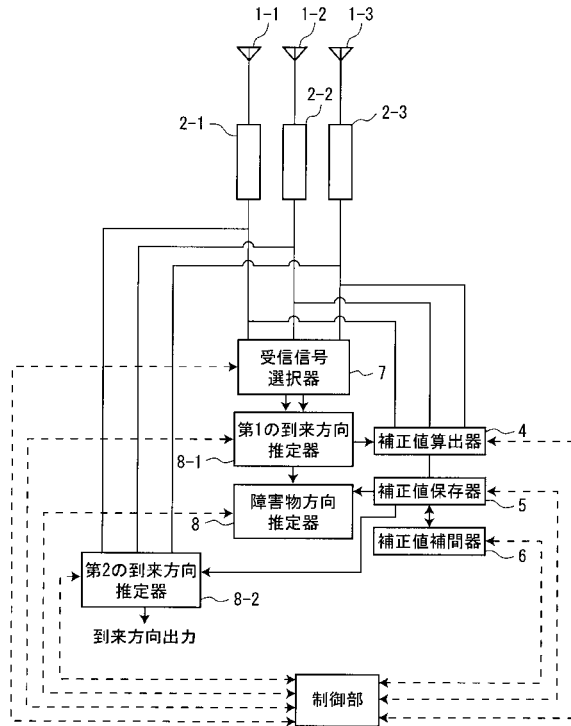 1-1
1-2
1-3
2-1
2-2
2-3
受信信号
選択器
7
第1の到来方向
推定器
8-1
補正値算出器
4
障害物方向
推定器
8
補正値保存器
5
補正値補間器
6
第2の到来方向
推定器
8-2
到来方向出力
制御部